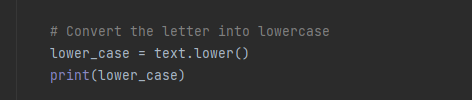 # Convert the letter into lowercase
lower_case = text.lower()
print(lower_case)